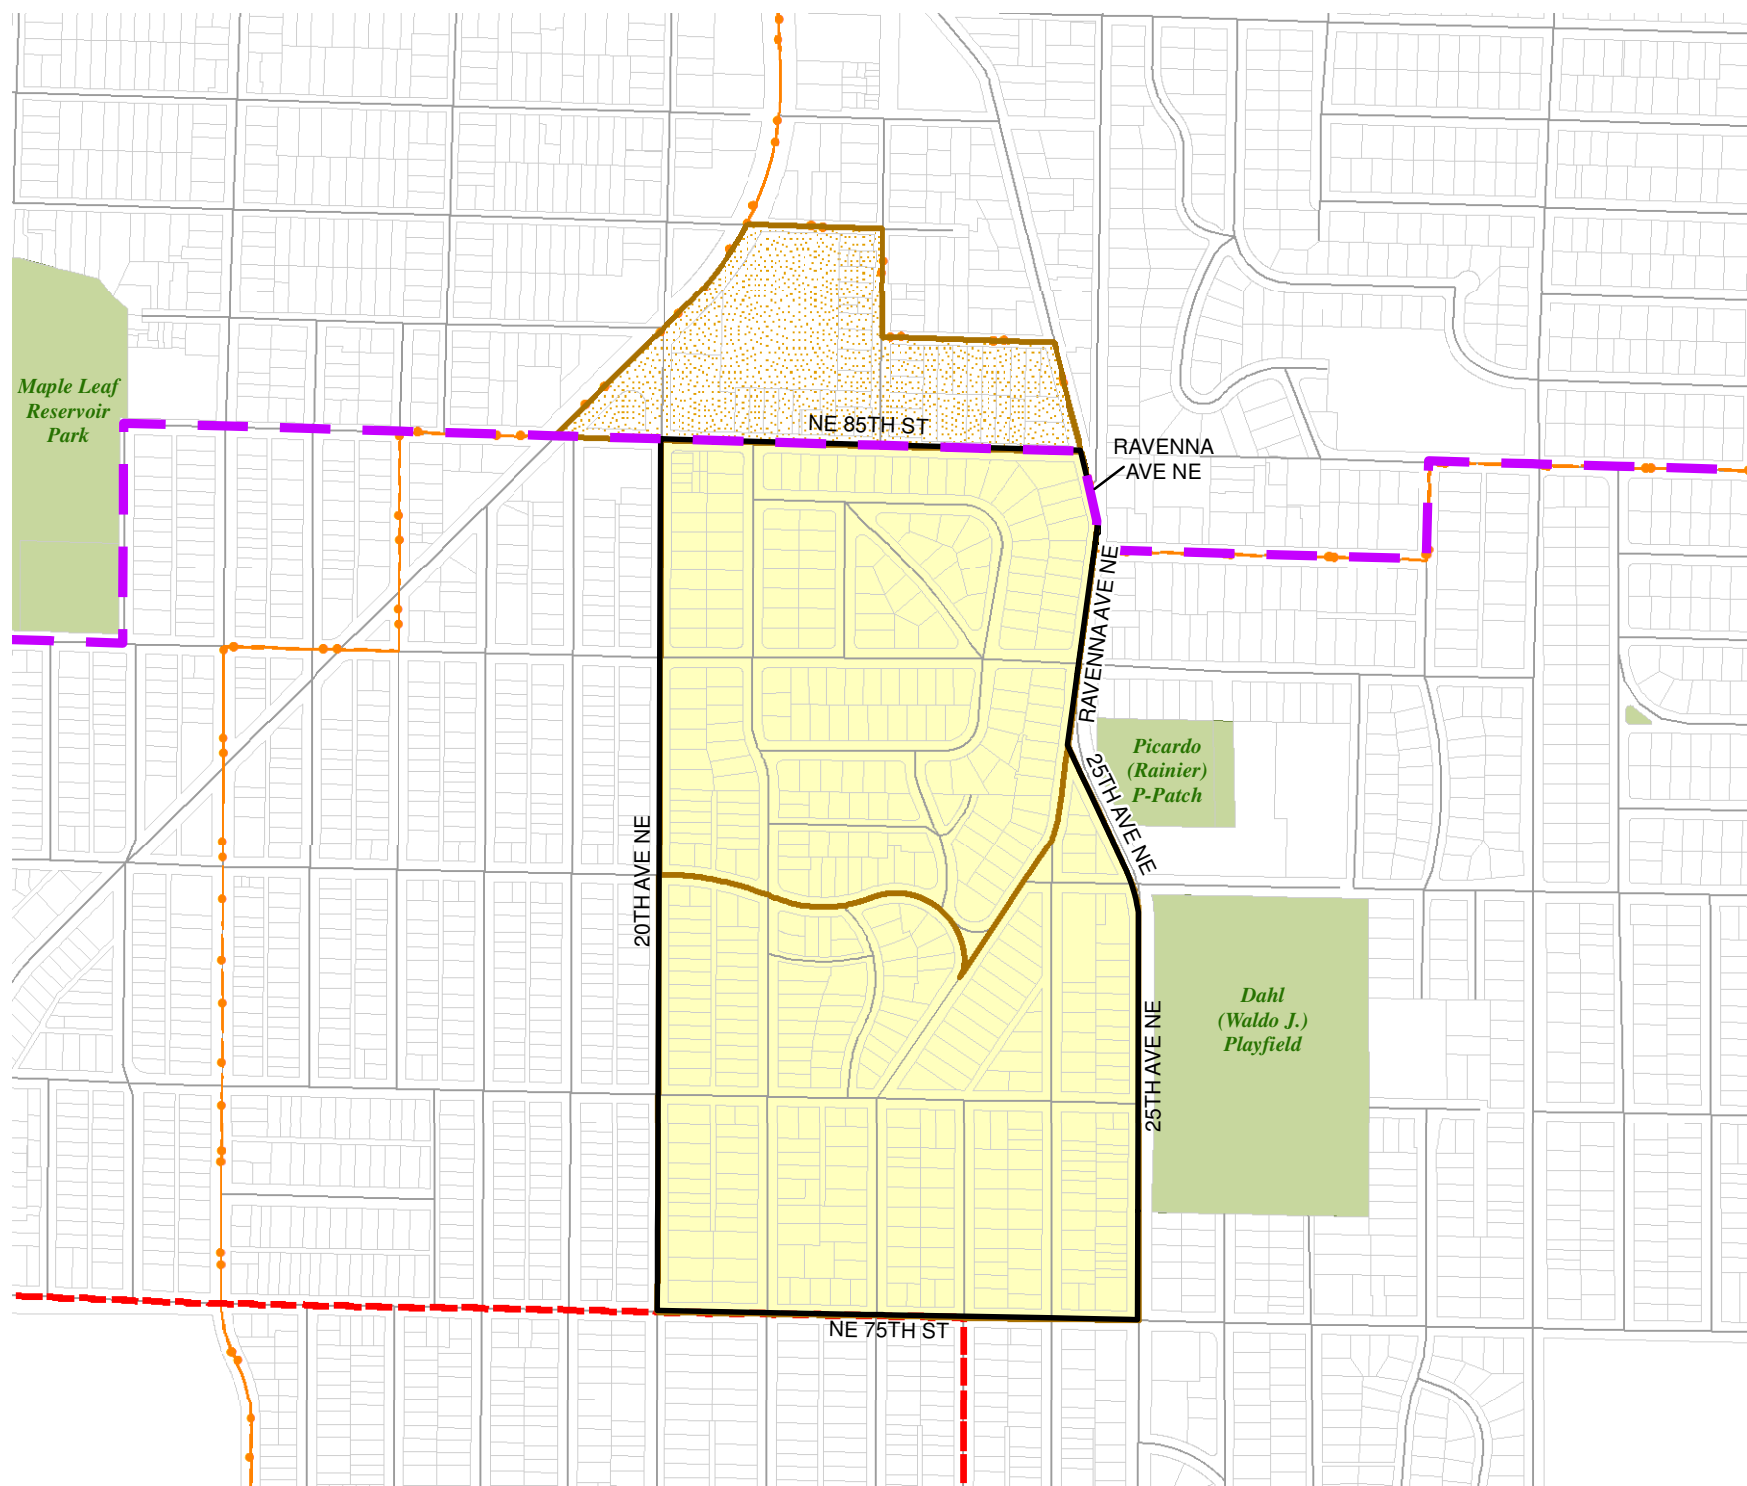 Maple Leaf
Reservoir
Park
NE 85TH ST
RAVENNA
AVE NE
RAVENNA AVE NE
Picardo
(Rainier)
P-Patch
25TH AVE NE
20TH AVE NE
Dahl
(Waldo J.)
Playfield
25TH AVE NE
NE 75TH ST